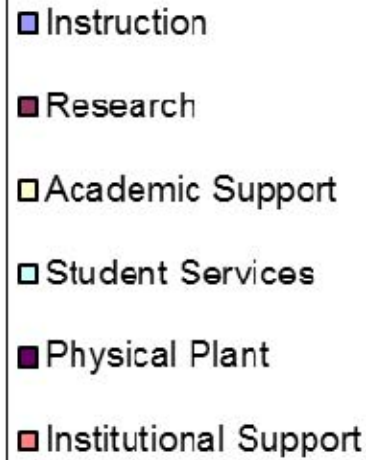 Instruction
Research
Academic Support
Student Services
Physical Plant
Institutional Support